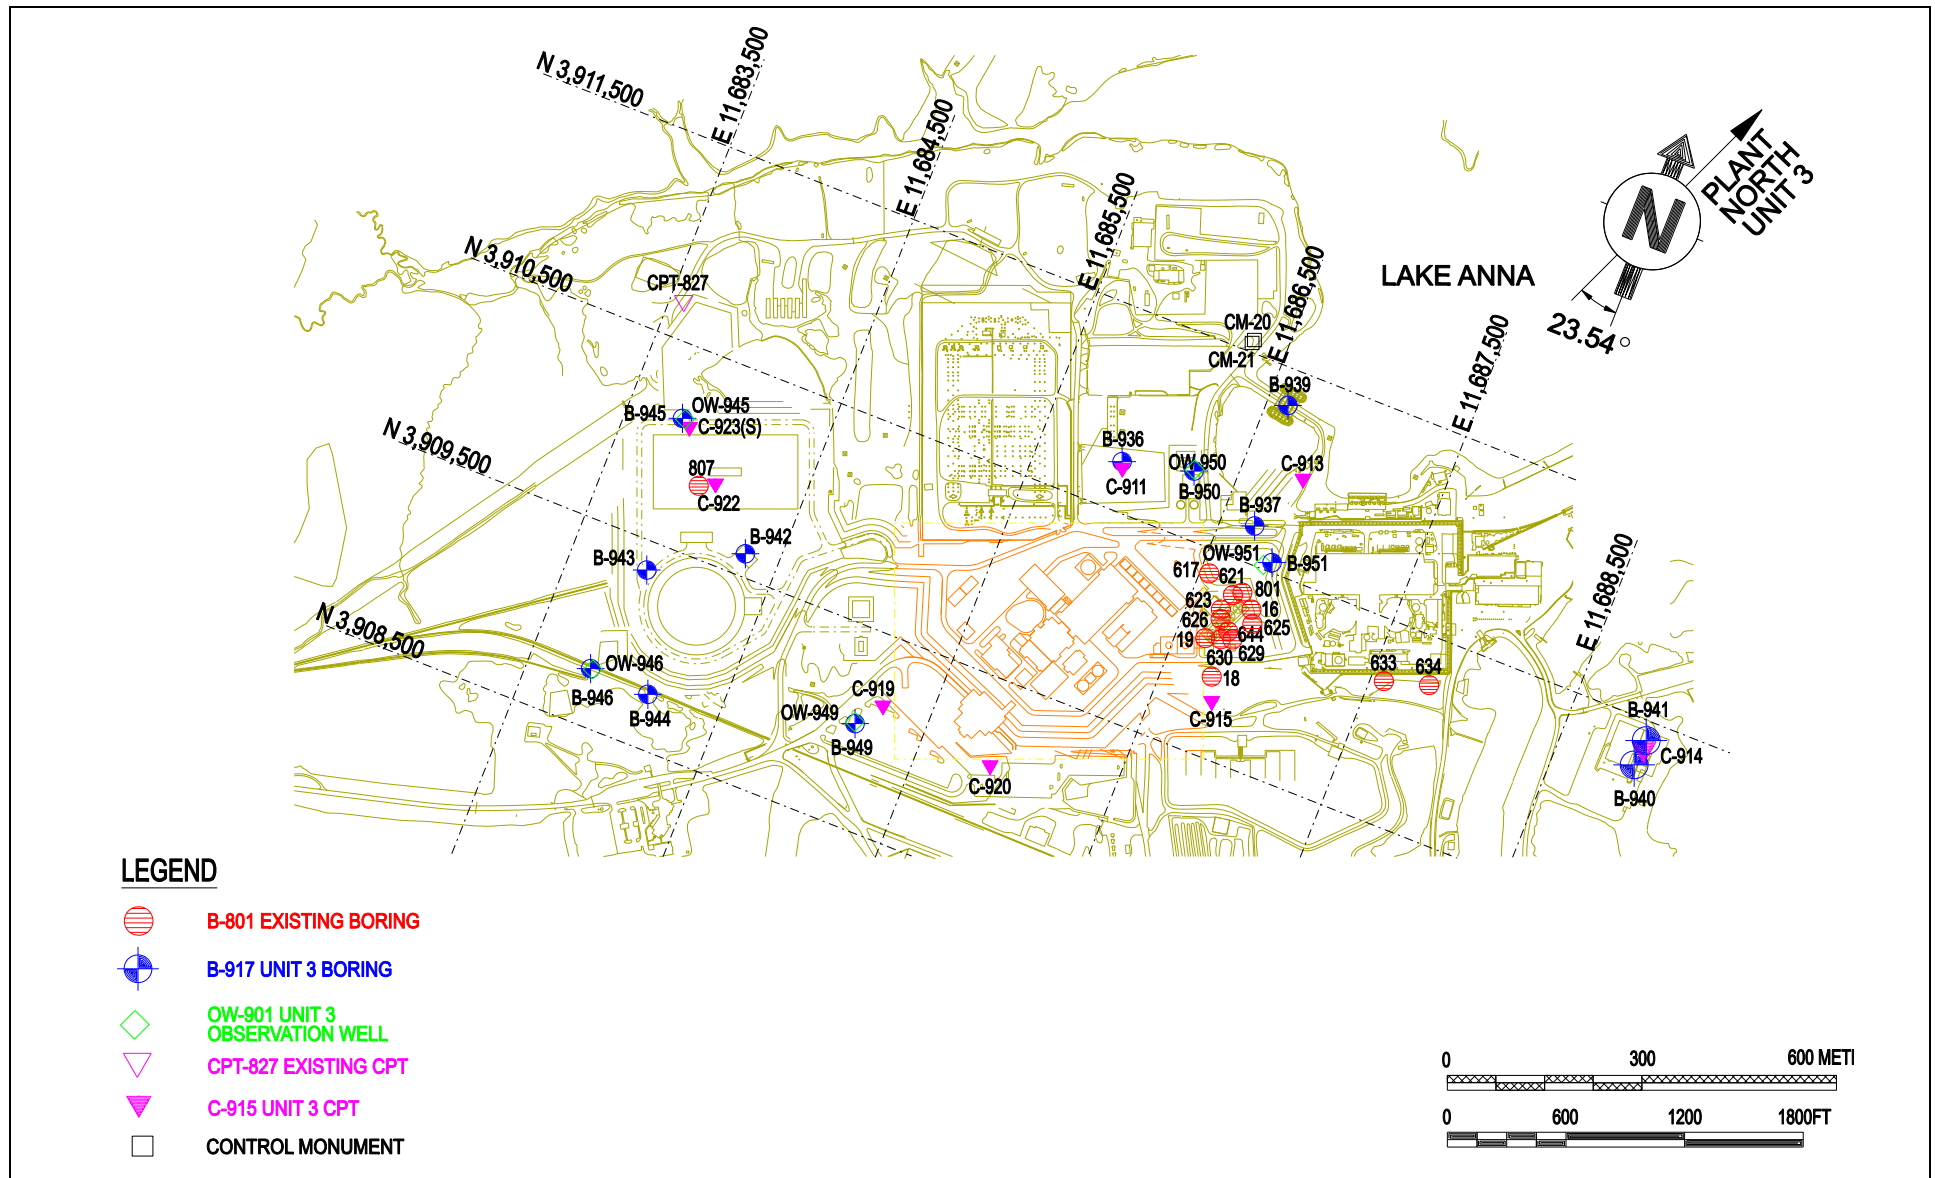 N 3,911,500
E 11,683,500
E 11,684,500
E 11,685,500
E 11,686,500
E 11,687,500
E 11,688,500
N 3,910,500
N 3,909,500
N 3,908,500
PLANT
NORTH
UNIT 3
N
23.54°
LAKE ANNA
CPT-827
CM-20
CM-21
B-939
B-945
OW-945
C-923(S)
807
C-922
B-936
C-911
OW-950
B-950
C-913
B-937
B-943
B-942
OW-951
B-951
617
621
801
623
16
626
625
19
644
630
629
18
633
634
C-915
OW-946
B-946
B-944
C-919
OW-949
B-949
C-920
B-941
C-914
B-940
LEGEND
B-801 EXISTING BORING
B-917 UNIT 3 BORING
OW-901 UNIT 3
OBSERVATION WELL
CPT-827 EXISTING CPT
C-915 UNIT 3 CPT
CONTROL MONUMENT
0 300 600 METI
0 600 1200 1800FT